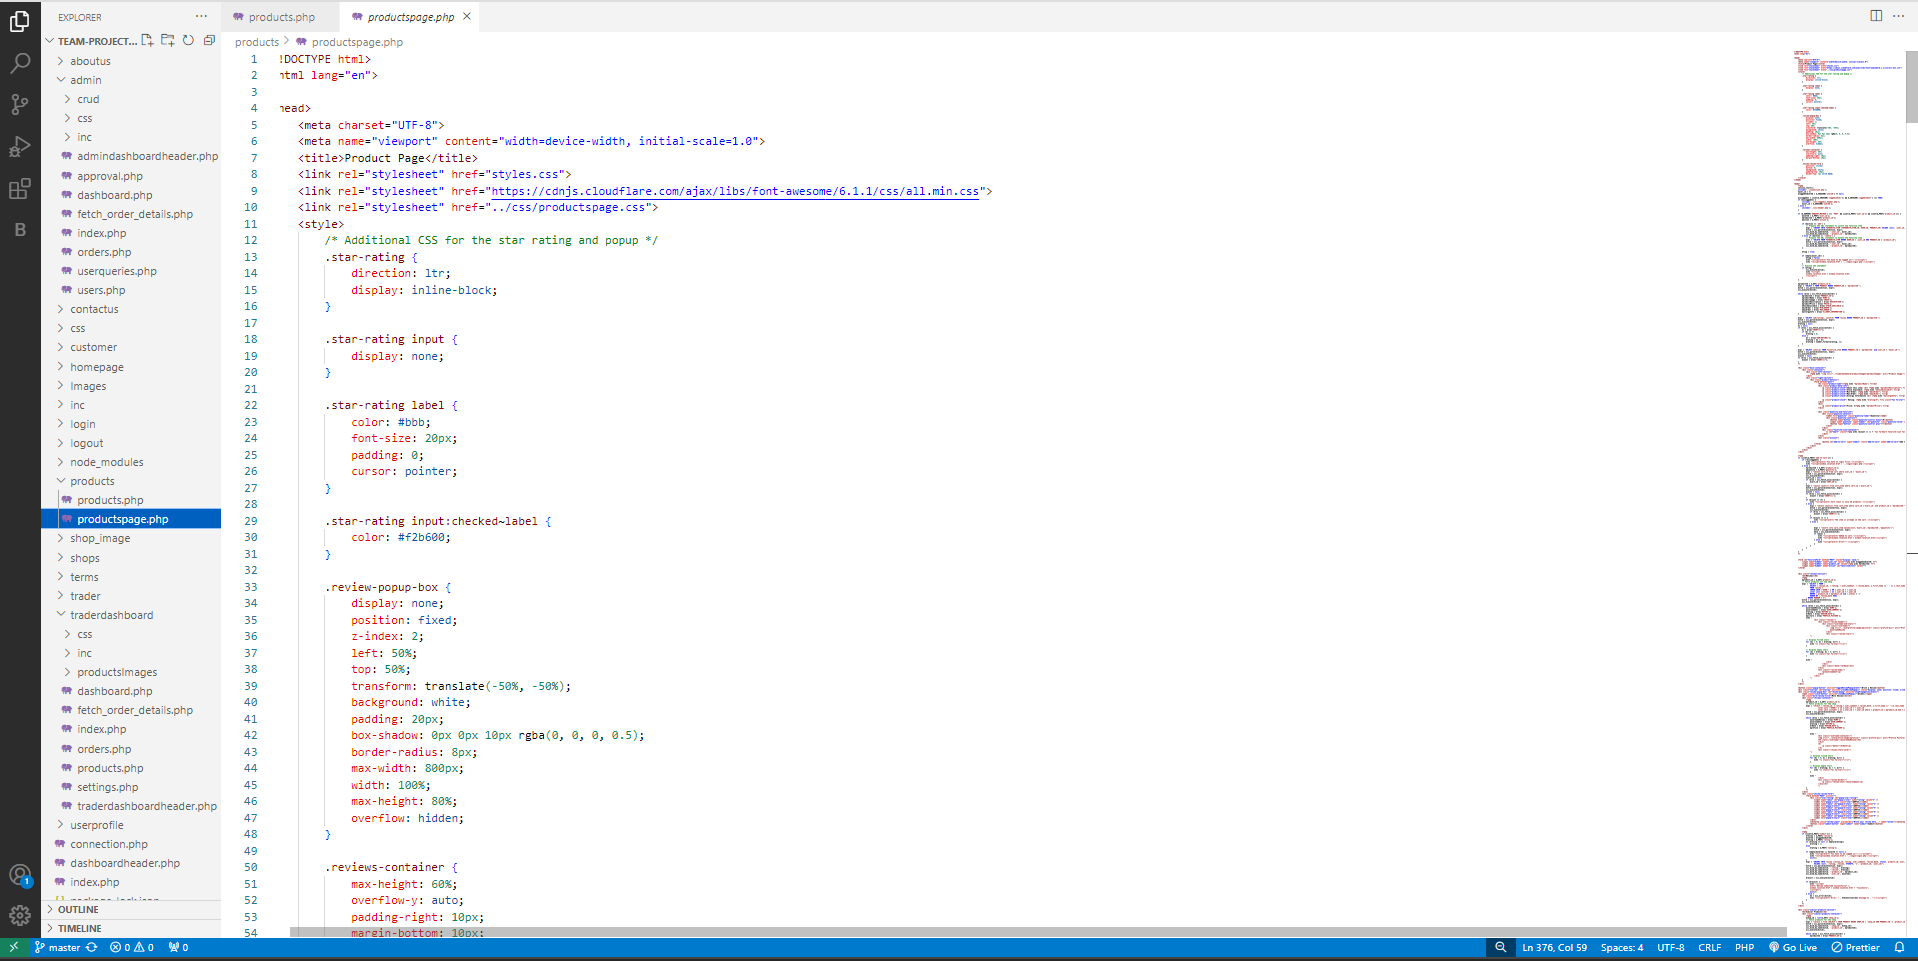 EXPLORER
TEAM-PROJECT...
aboutus
admin
crud
css
inc
admindashboardheader.php
approval.php
dashboard.php
fetch_order_details.php
index.php
orders.php
userqueries.php
users.php
contactus
css
customer
homepage
Images
inc
login
logout
node_modules
products
products.php
productspage.php
shop_image
shops
terms
trader
traderdashboard
css
inc
productsImages
dashboard.php
fetch_order_details.php
index.php
orders.php
products.php
settings.php
traderdashboardheader.php
userprofile
connection.php
dashboardheader.php
index.php
package-lock.json
OUTLINE
TIMELINE
products.php
productspage.php
products > productspage.php
1 !DOCTYPE html>
2 html lang="en">
3
4 head>
5 <meta charset="UTF-8">
6 <meta name="viewport" content="width=device-width, initial-scale=1.0">
7 <title>Product Page</title>
8 <link rel="stylesheet" href="styles.css">
9 <link rel="stylesheet" href="https://cdnjs.cloudflare.com/ajax/libs/font-awesome/6.1.1/css/all.min.css">
10 <link rel="stylesheet" href="../css/productspage.css">
11 <style>
12 /* Additional CSS for the star rating and popup */
13 .star-rating {
14 direction: ltr;
15 display: inline-block;
16 }
17
18 .star-rating input {
19 display: none;
20 }
21
22 .star-rating label {
23 color: #bbb;
24 font-size: 20px;
25 padding: 0;
26 cursor: pointer;
27 }
28
29 .star-rating input:checked~label {
30 color: #f2b600;
31 }
32
33 .review-popup-box {
34 display: none;
35 position: fixed;
36 z-index: 2;
37 left: 50%;
38 top: 50%;
39 transform: translate(-50%, -50%);
40 background: white;
41 padding: 20px;
42 box-shadow: 0px 0px 10px rgba(0, 0, 0, 0.5);
43 border-radius: 8px;
44 max-width: 800px;
45 width: 100%;
46 max-height: 80%;
47 overflow: hidden;
48 }
49
50 .reviews-container {
51 max-height: 60%;
52 overflow-y: auto;
53 padding-right: 10px;
54 margin-bottom: 10px;
B
1
master
0 0
0
Ln 376, Col 59
Spaces: 4
UTF-8
CRLF
PHP
Go Live
Prettier